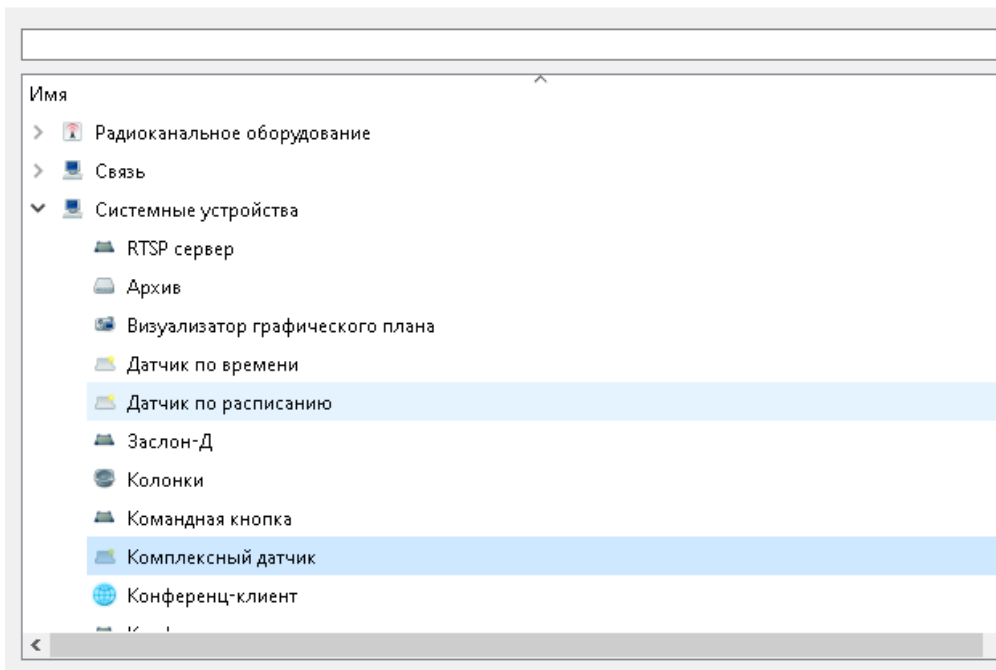 Имя
Радиоканальное оборудование
Связь
Системные устройства
RTSP сервер
Архив
Визуализатор графического плана
Датчик по времени
Датчик по расписанию
Заслон-Д
Колонки
Командная кнопка
Комплексный датчик
Конференц-клиент